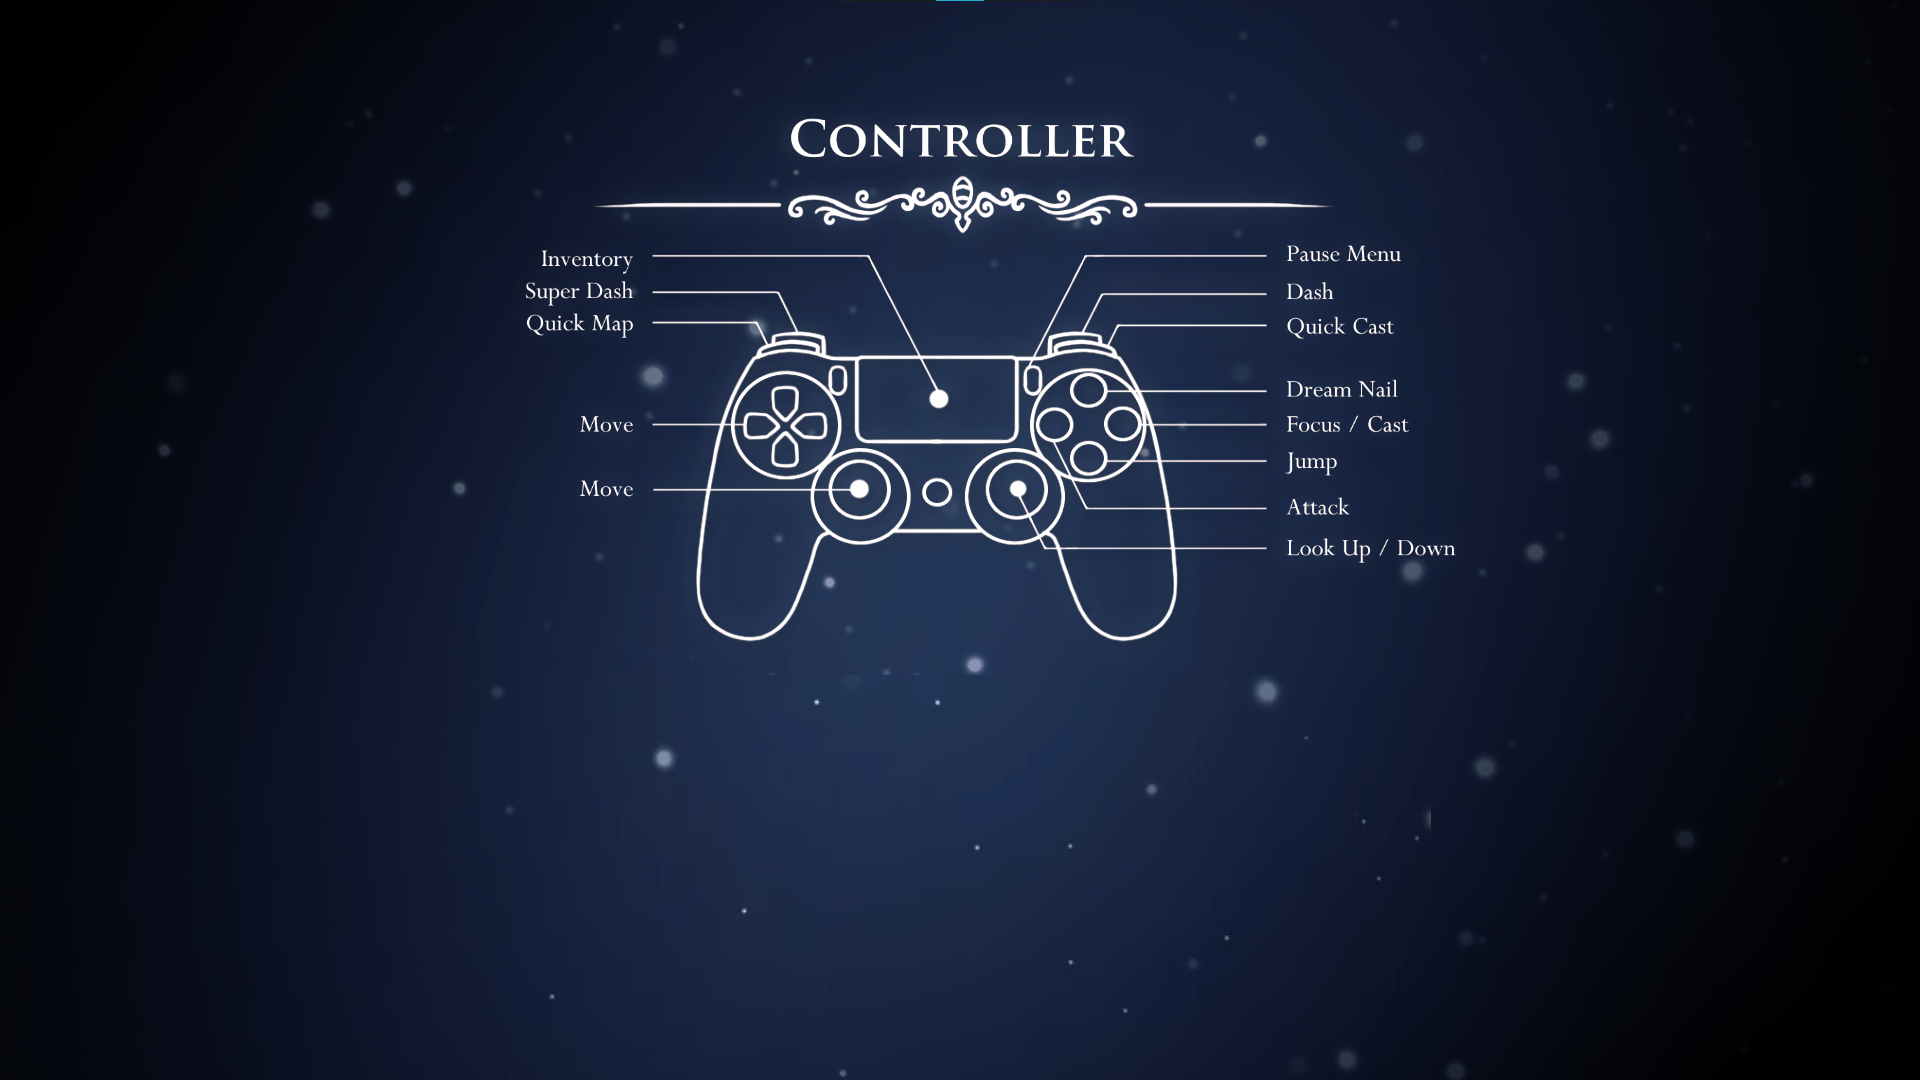 Controller
Inventory
Super Dash
Quick Map
Move
Move
Pause Menu
Dash
Quick Cast
Dream Nail
Focus / Cast
Jump
Attack
Look Up / Down